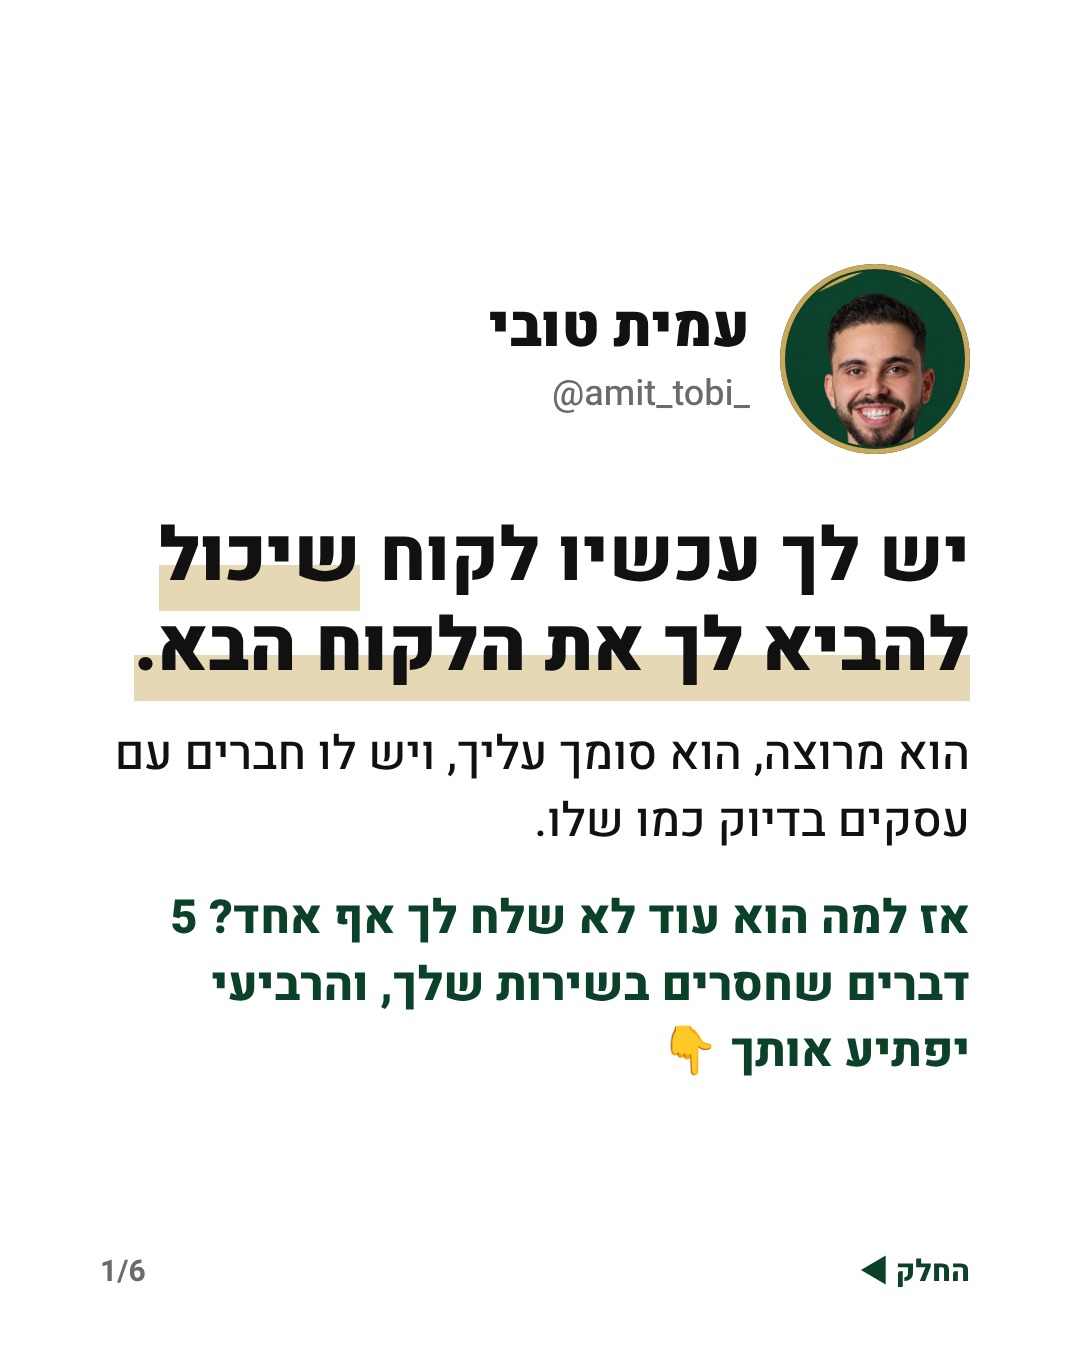 עמית טובי
@amit_tobi_
יש לך עכשיו לקוח שיכול
להביא לך את הלקוח הבא.
הוא מרוצה, הוא סומך עליך, ויש לו חברים עם
עסקים בדיוק כמו שלו.
אז למה הוא עוד לא שלח לך אף אחד? 5
דברים שחסרים בשירות שלך, והרביעי
יפתיע אותך 👇
החלק ◀
1/6